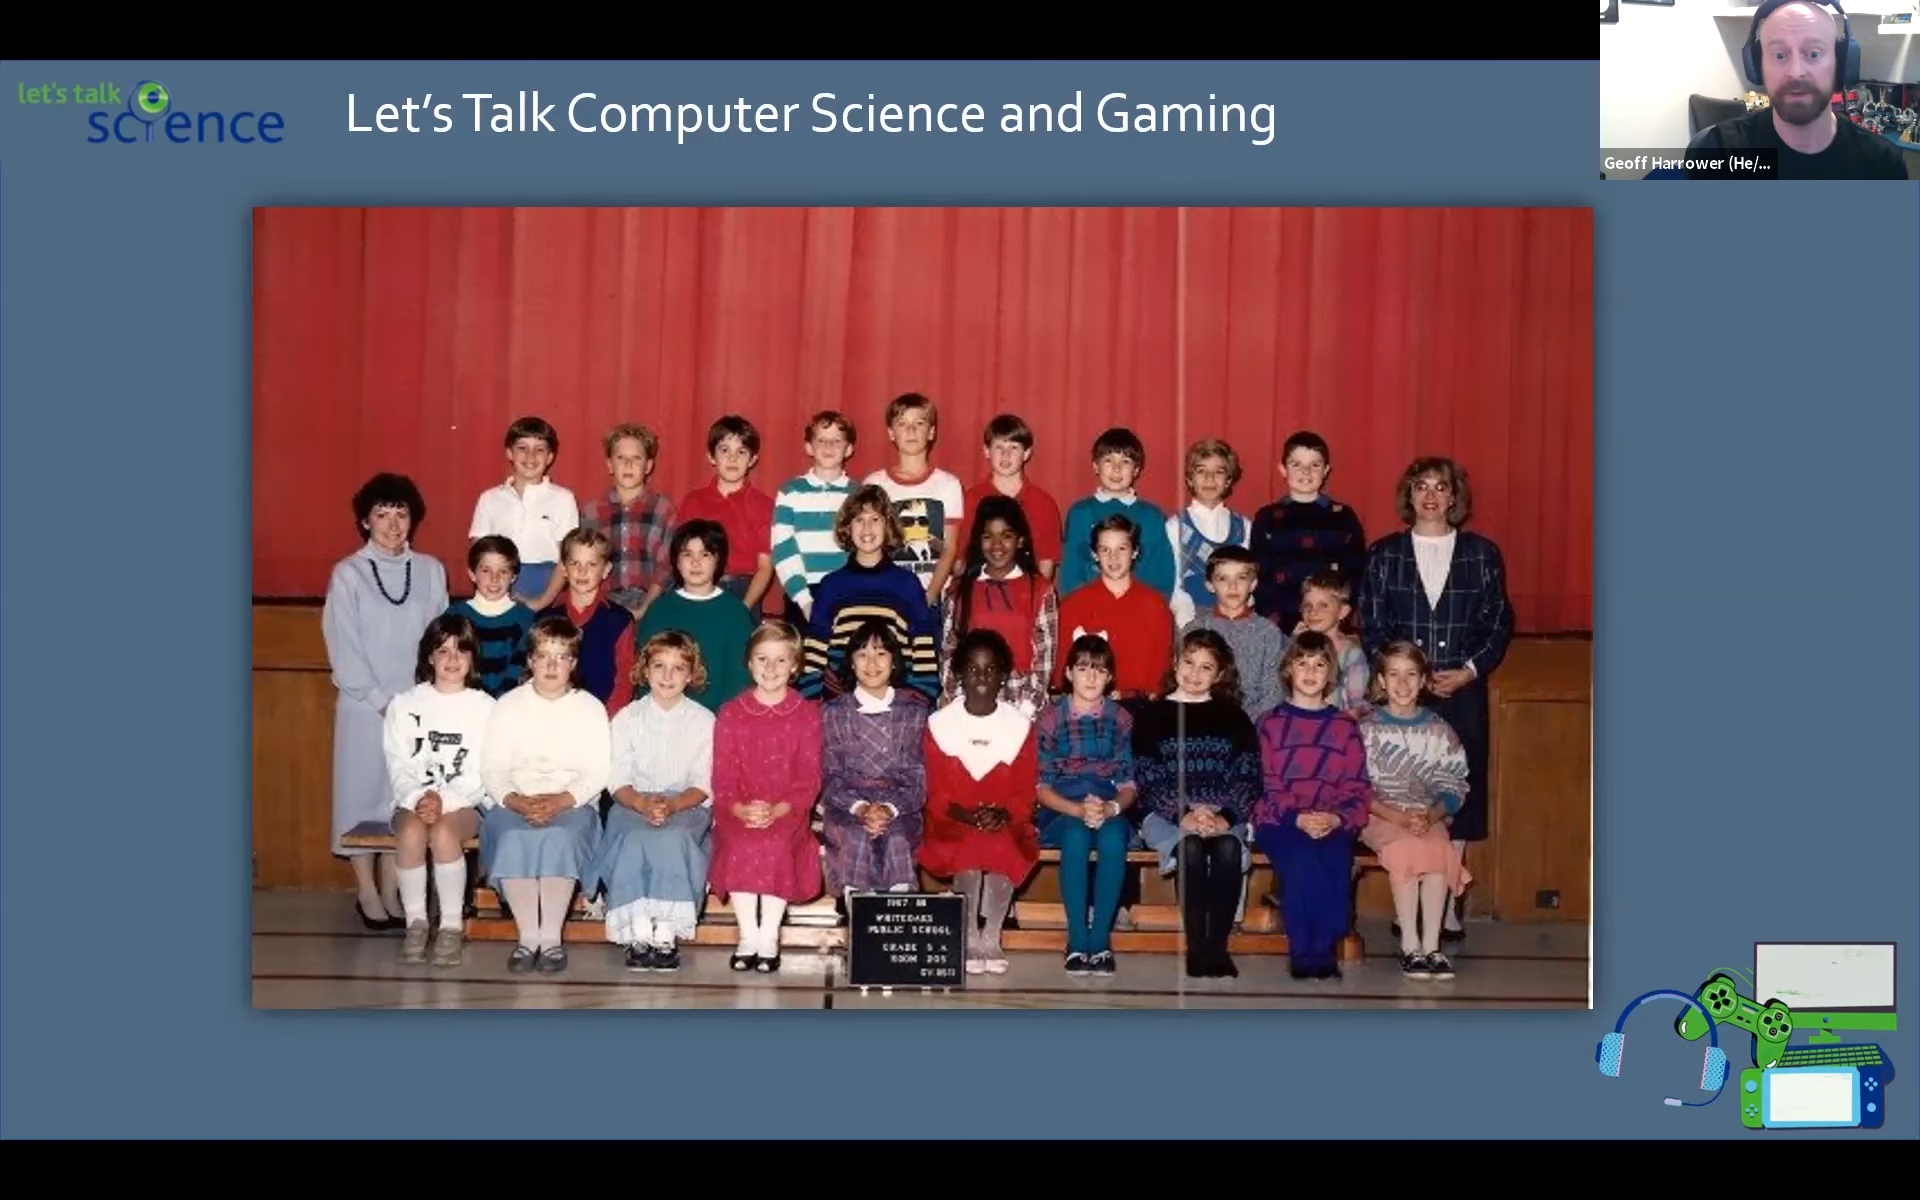 let's talk
science
Let's Talk Computer Science and Gaming
Geoff Harrower (He/...
WHITEOAKS
PUBLIC SCHOOL
GRADE 5 A
ROOM 205